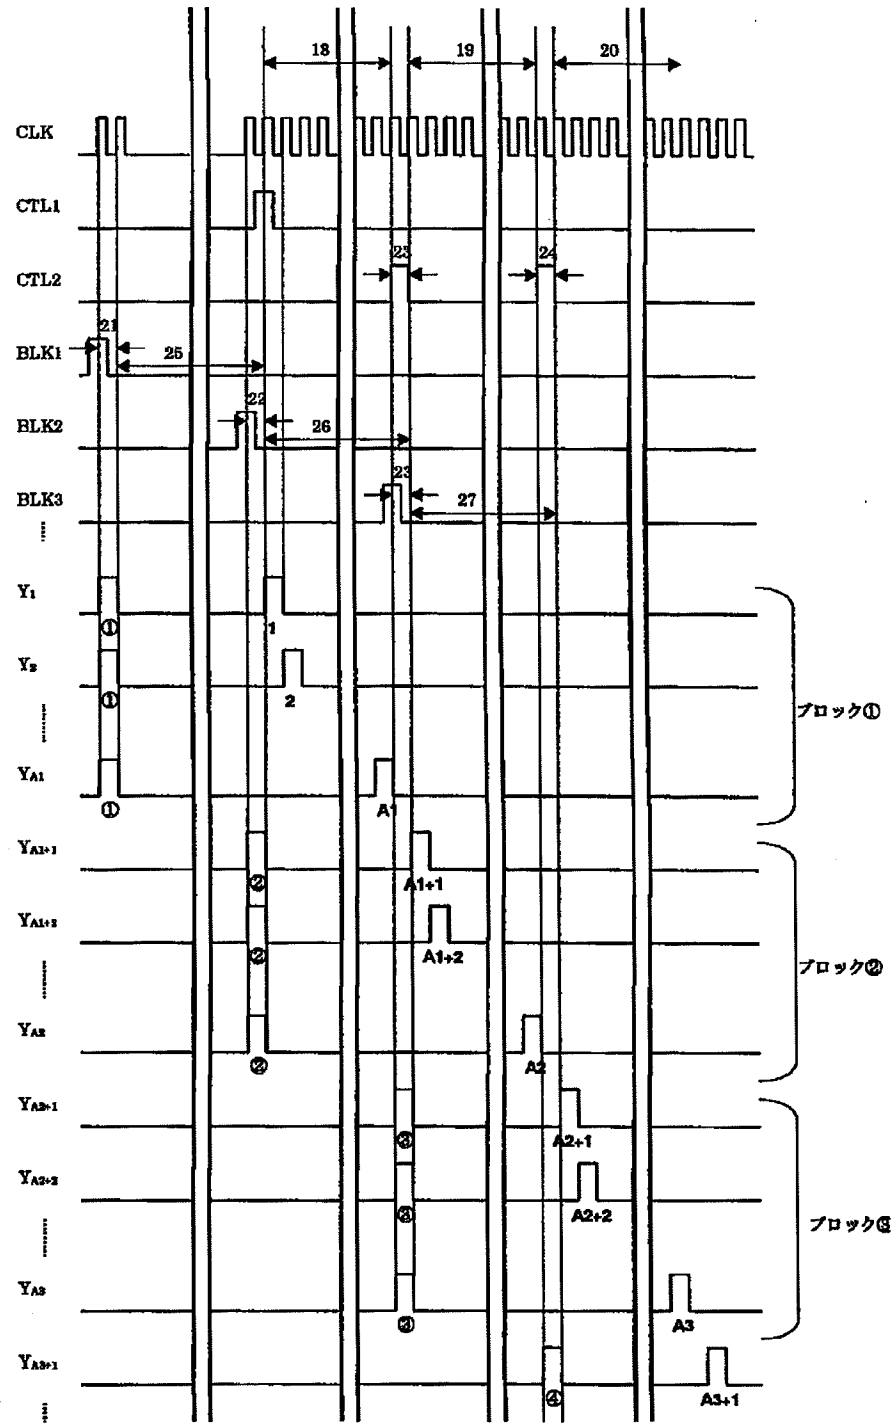 18 19 20
CLK
CTL1
23 24
CTL2
21
BLK1 25
22
BLK2 26
23
BLK3 27
Y1
① 1
Y2
① 2
ブロック①
YA1
① A1
YA1+1
② A1+1
YA1+2
② A1+2
ブロック②
YA2
② A2
YA2+1
③ A2+1
YA2+2
③ A2+2
ブロック③
YA3
③ A3
YA3+1
④ A3+1